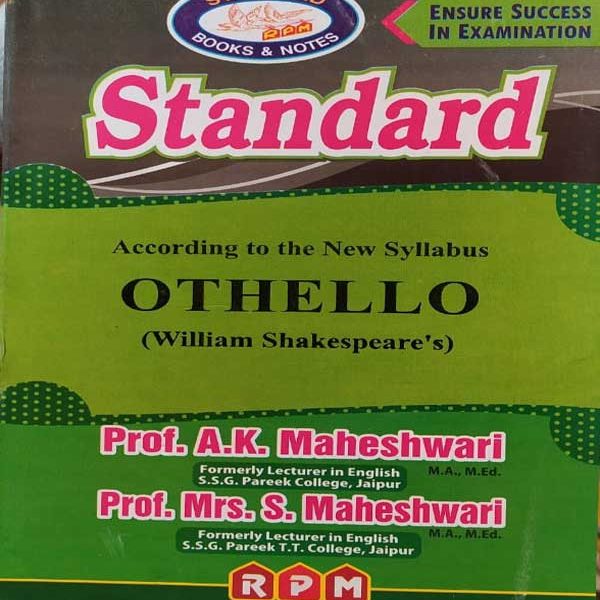 RPM
BOOKS & NOTES
ENSURE SUCCESS
IN EXAMINATION
Standard
According to the New Syllabus
OTHELLO
(William Shakespeare's)
Prof. A.K. Maheshwari
M.A., M.Ed.
Formerly Lecturer in English
S.S.G. Pareek College, Jaipur
Prof. Mrs. S. Maheshwari
M.A., M.Ed.
Formerly Lecturer in English
S.S.G. Pareek T.T. College, Jaipur
RPM